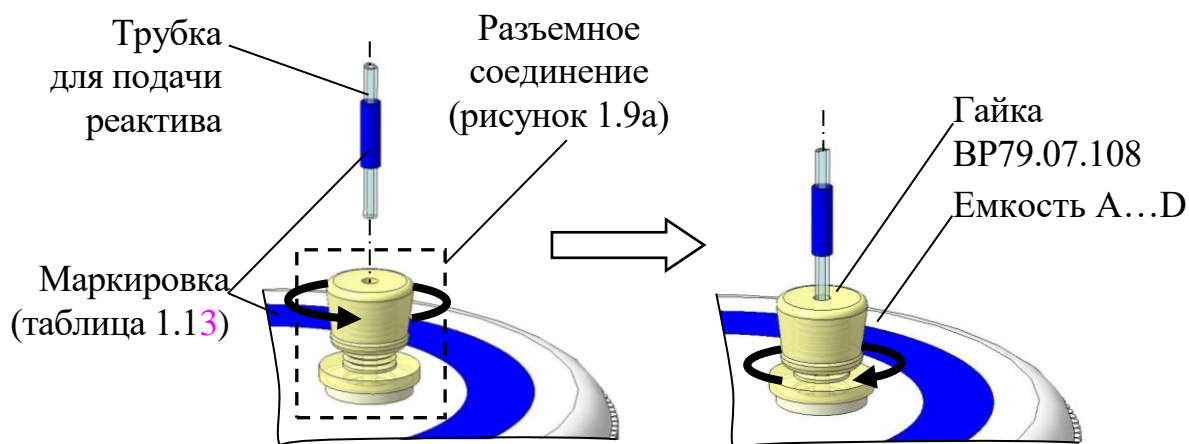 Трубка
для подачи
реактива
Разъемное
соединение
(рисунок 1.9а)
Гайка
ВР79.07.108
Емкость A…D
Маркировка
(таблица 1.13)